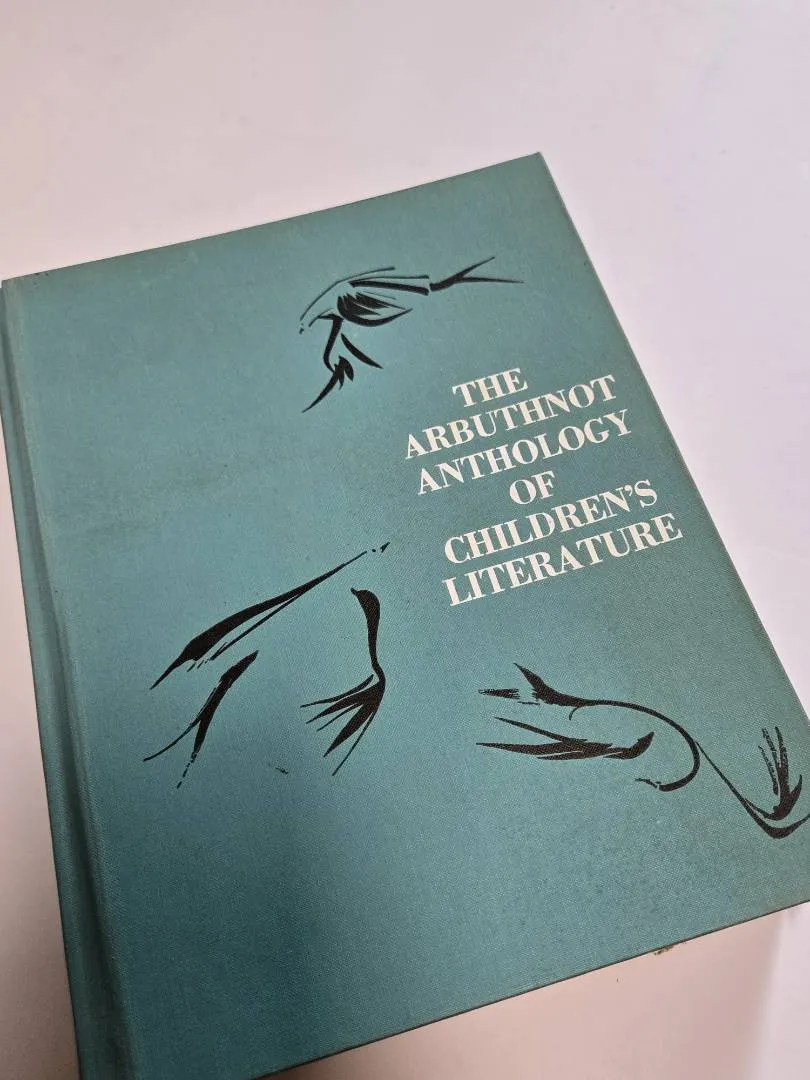 THE
ARBUTHNOT
ANTHOLOGY
OF
CHILDREN'S
LITERATURE